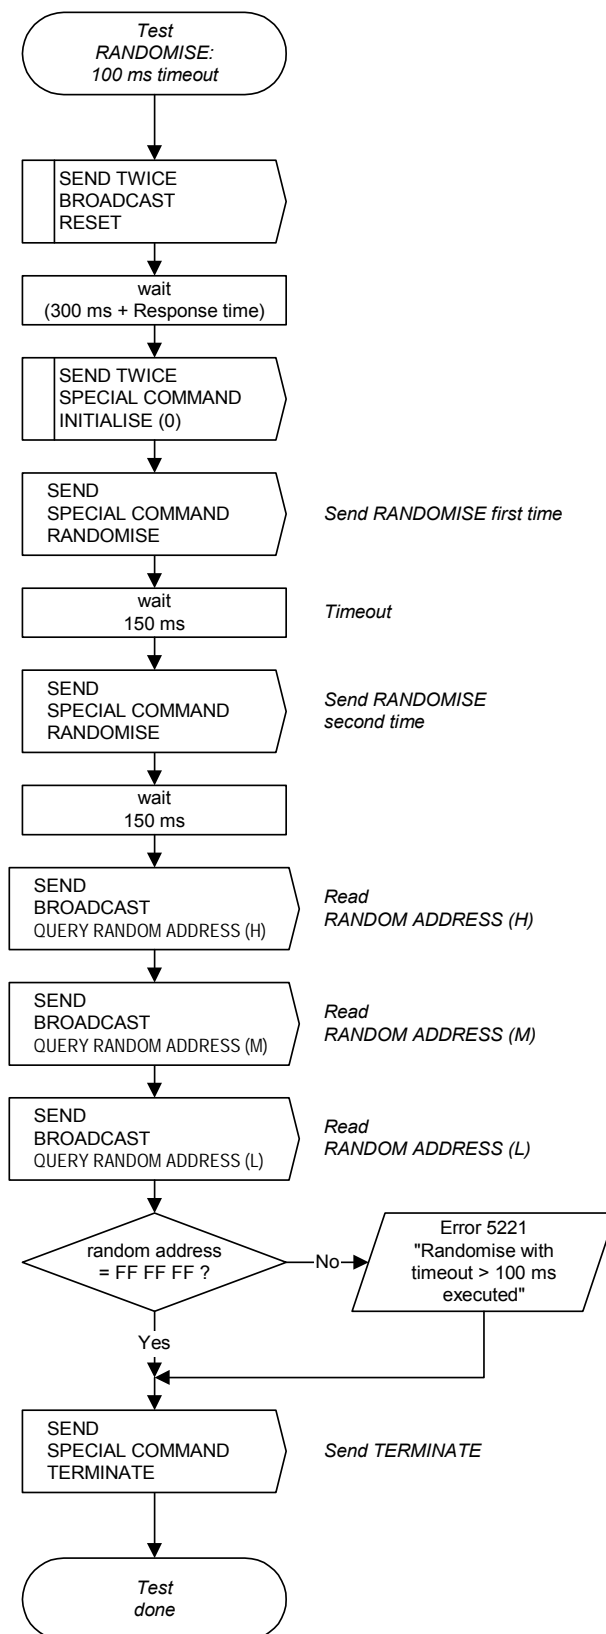 Test
RANDOMISE:
100 ms timeout
SEND TWICE
BROADCAST
RESET
wait
(300 ms + Response time)
SEND TWICE
SPECIAL COMMAND
INITIALISE (0)
SEND
SPECIAL COMMAND
RANDOMISE
Send RANDOMISE first time
wait
150 ms
Timeout
SEND
SPECIAL COMMAND
RANDOMISE
Send RANDOMISE
second time
wait
150 ms
SEND
BROADCAST
QUERY RANDOM ADDRESS (H)
Read
RANDOM ADDRESS (H)
SEND
BROADCAST
QUERY RANDOM ADDRESS (M)
Read
RANDOM ADDRESS (M)
SEND
BROADCAST
QUERY RANDOM ADDRESS (L)
Read
RANDOM ADDRESS (L)
random address
= FF FF FF ?
No
Error 5221
"Randomise with
timeout > 100 ms
executed"
Yes
SEND
SPECIAL COMMAND
TERMINATE
Send TERMINATE
Test
done